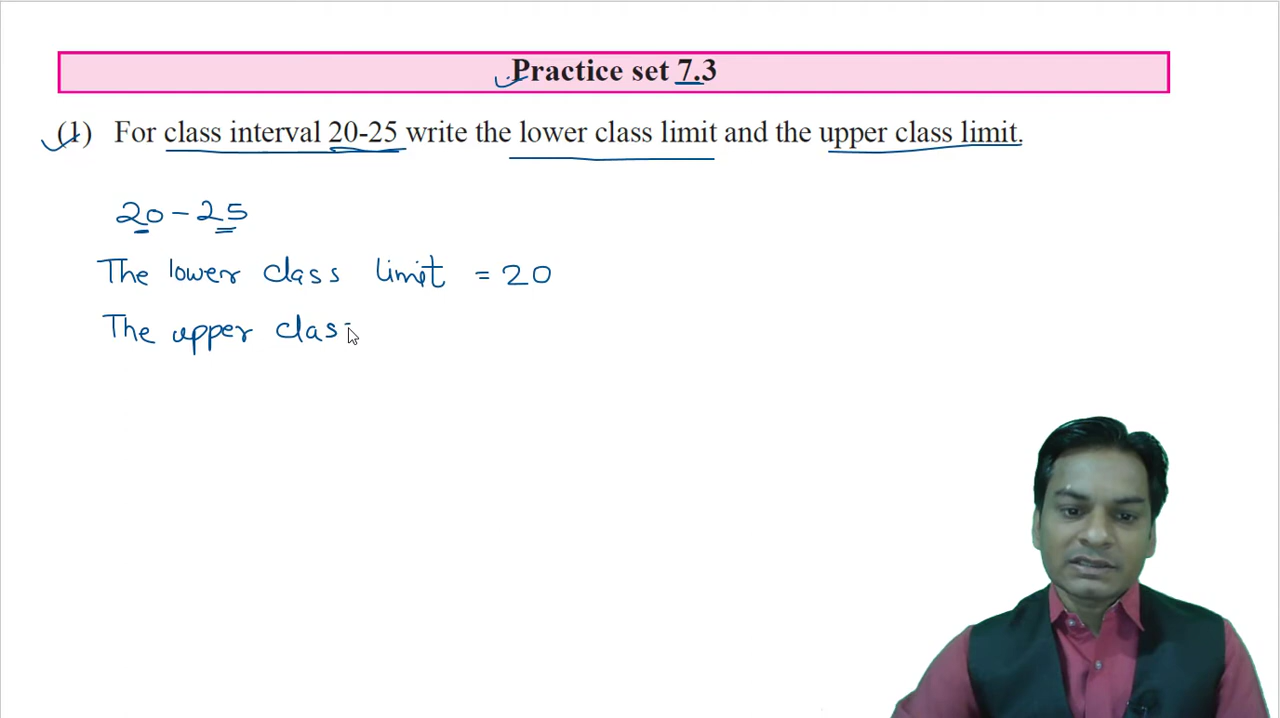 Practice set 7.3
(1) For class interval 20-25 write the lower class limit and the upper class limit.
20 - 25
The lower class limit = 20
The upper clas